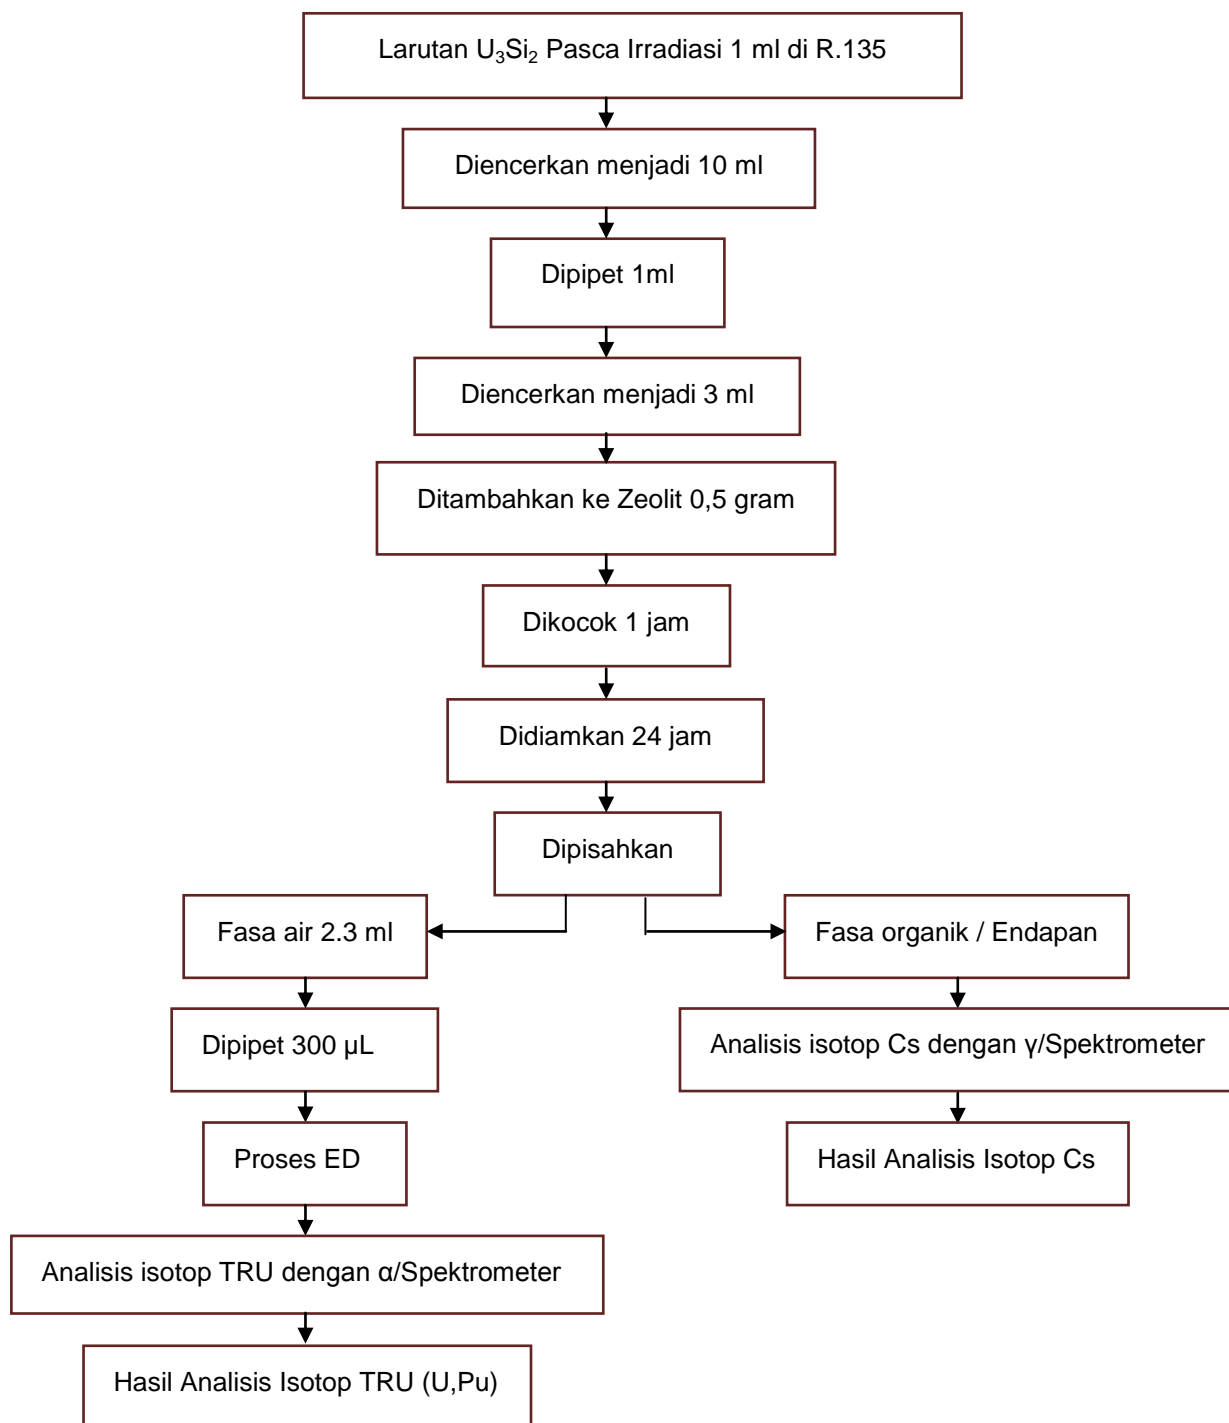 Larutan U₃Si₂ Pasca Irradiasi 1 ml di R.135
Diencerkan menjadi 10 ml
Dipipet 1ml
Diencerkan menjadi 3 ml
Ditambahkan ke Zeolit 0,5 gram
Dikocok 1 jam
Didiamkan 24 jam
Dipisahkan
Fasa air 2.3 ml
Fasa organik / Endapan
Dipipet 300 µL
Analisis isotop Cs dengan γ/Spektrometer
Proses ED
Hasil Analisis Isotop Cs
Analisis isotop TRU dengan α/Spektrometer
Hasil Analisis Isotop TRU (U,Pu)